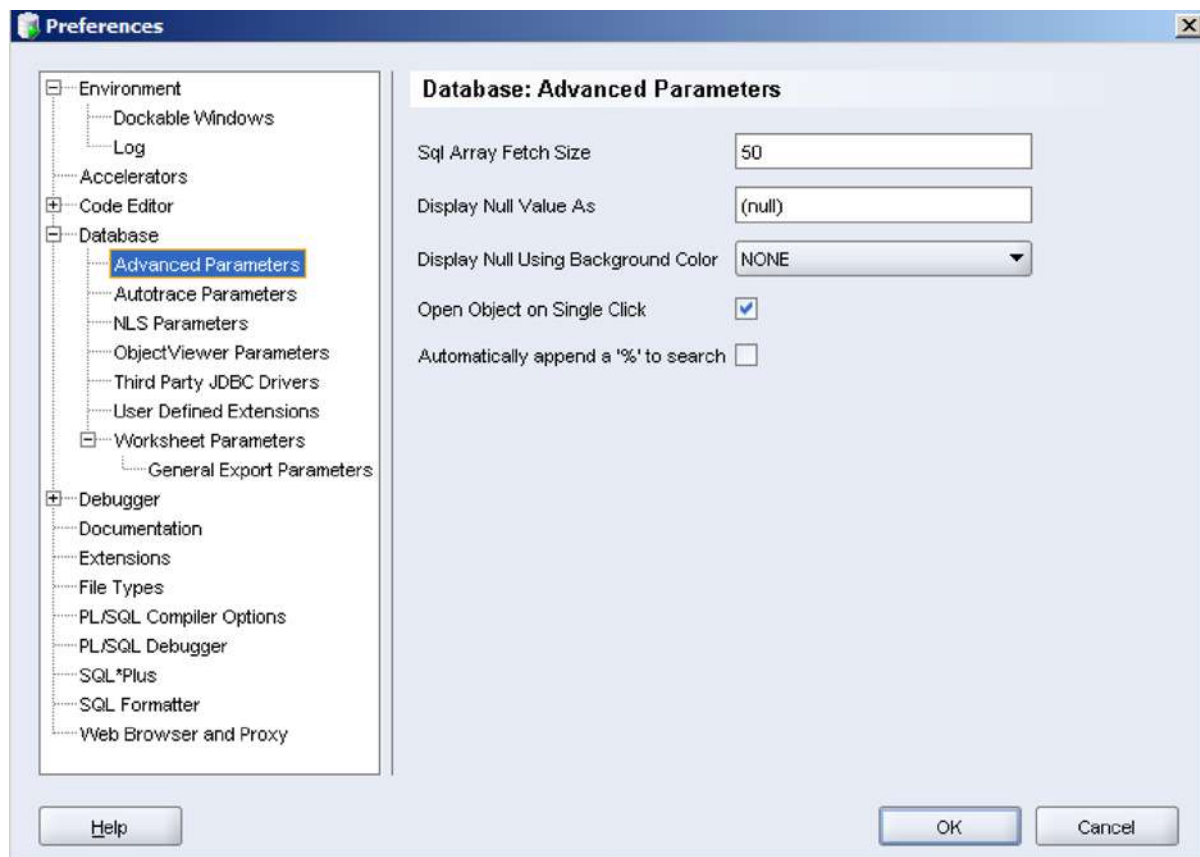 Preferences
Environment
Dockable Windows
Log
Accelerators
Code Editor
Database
Advanced Parameters
Autotrace Parameters
NLS Parameters
ObjectViewer Parameters
Third Party JDBC Drivers
User Defined Extensions
Worksheet Parameters
General Export Parameters
Debugger
Documentation
Extensions
File Types
PL/SQL Compiler Options
PL/SQL Debugger
SQL*Plus
SQL Formatter
Web Browser and Proxy
Database: Advanced Parameters
Sql Array Fetch Size 50
Display Null Value As (null)
Display Null Using Background Color NONE
Open Object on Single Click
Automatically append a '%' to search
Help OK Cancel